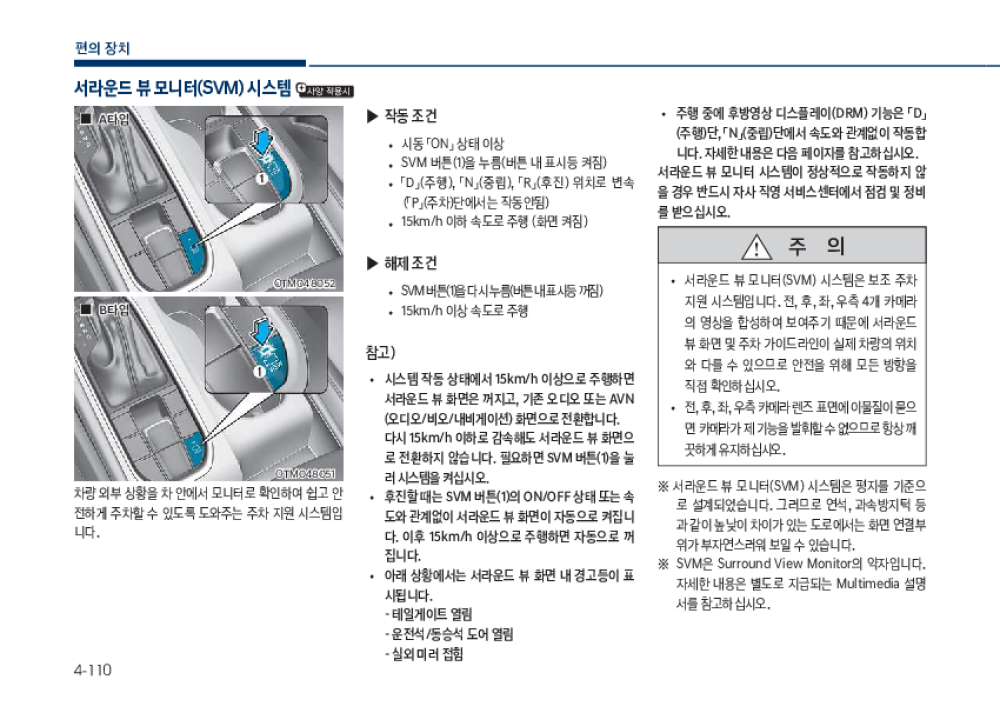 편의 장치
서라운드 뷰 모니터(SVM) 시스템 사양 적용시
■ A타입
1
OTM048052
■ B타입
1
OTM048051
차량 외부 상황을 차 안에서 모니터로 확인하여 쉽고 안
전하게 주차할 수 있도록 도와주는 주차 지원 시스템입
니다.
▶ 작동 조건
• 시동 「ON」 상태 이상
• SVM 버튼(1)을 누름(버튼 내 표시등 켜짐)
• 「D」(주행), 「N」(중립), 「R」(후진) 위치로 변속
(「P」(주차)단에서는 작동안됨)
• 15km/h 이하 속도로 주행 (화면 켜짐)
▶ 해제 조건
• SVM 버튼(1)을 다시 누름(버튼 내 표시등 꺼짐)
• 15km/h 이상 속도로 주행
참고)
• 시스템 작동 상태에서 15km/h 이상으로 주행하면
서라운드 뷰 화면은 꺼지고, 기존 오디오 또는 AVN
(오디오/비오/내비게이션) 화면으로 전환합니다.
다시 15km/h 이하로 감속해도 서라운드 뷰 화면으
로 전환하지 않습니다. 필요하면 SVM 버튼(1)을 눌
러 시스템을 켜십시오.
• 후진할 때는 SVM 버튼(1)의 ON/OFF 상태 또는 속
도와 관계없이 서라운드 뷰 화면이 자동으로 켜집니
다. 이후 15km/h 이상으로 주행하면 자동으로 꺼
집니다.
• 아래 상황에서는 서라운드 뷰 화면 내 경고등이 표
시됩니다.
- 테일게이트 열림
- 운전석/동승석 도어 열림
- 실외 미러 접힘
• 주행 중에 후방영상 디스플레이(DRM) 기능은 「D」
(주행)단, 「N」(중립)단에서 속도와 관계없이 작동합
니다. 자세한 내용은 다음 페이지를 참고하십시오.
서라운드 뷰 모니터 시스템이 정상적으로 작동하지 않
을 경우 반드시 자사 직영 서비스센터에서 점검 및 정비
를 받으십시오.
주 의
• 서라운드 뷰 모니터(SVM) 시스템은 보조 주차
지원 시스템입니다. 전, 후, 좌, 우측 4개 카메라
의 영상을 합성하여 보여주기 때문에 서라운드
뷰 화면 및 주차 가이드라인이 실제 차량의 위치
와 다를 수 있으므로 안전을 위해 모든 방향을
직접 확인하십시오.
• 전, 후, 좌, 우측 카메라 렌즈 표면에 이물질이 묻으
면 카메라가 제 기능을 발휘할 수 없으므로 항상 깨
끗하게 유지하십시오.
※ 서라운드 뷰 모니터(SVM) 시스템은 평지를 기준으
로 설계되었습니다. 그러므로 연석, 과속방지턱 등
과 같이 높낮이 차이가 있는 도로에서는 화면 연결부
위가 부자연스러워 보일 수 있습니다.
※ SVM은 Surround View Monitor의 약자입니다.
자세한 내용은 별도로 지급되는 Multimedia 설명
서를 참고하십시오.
4-110